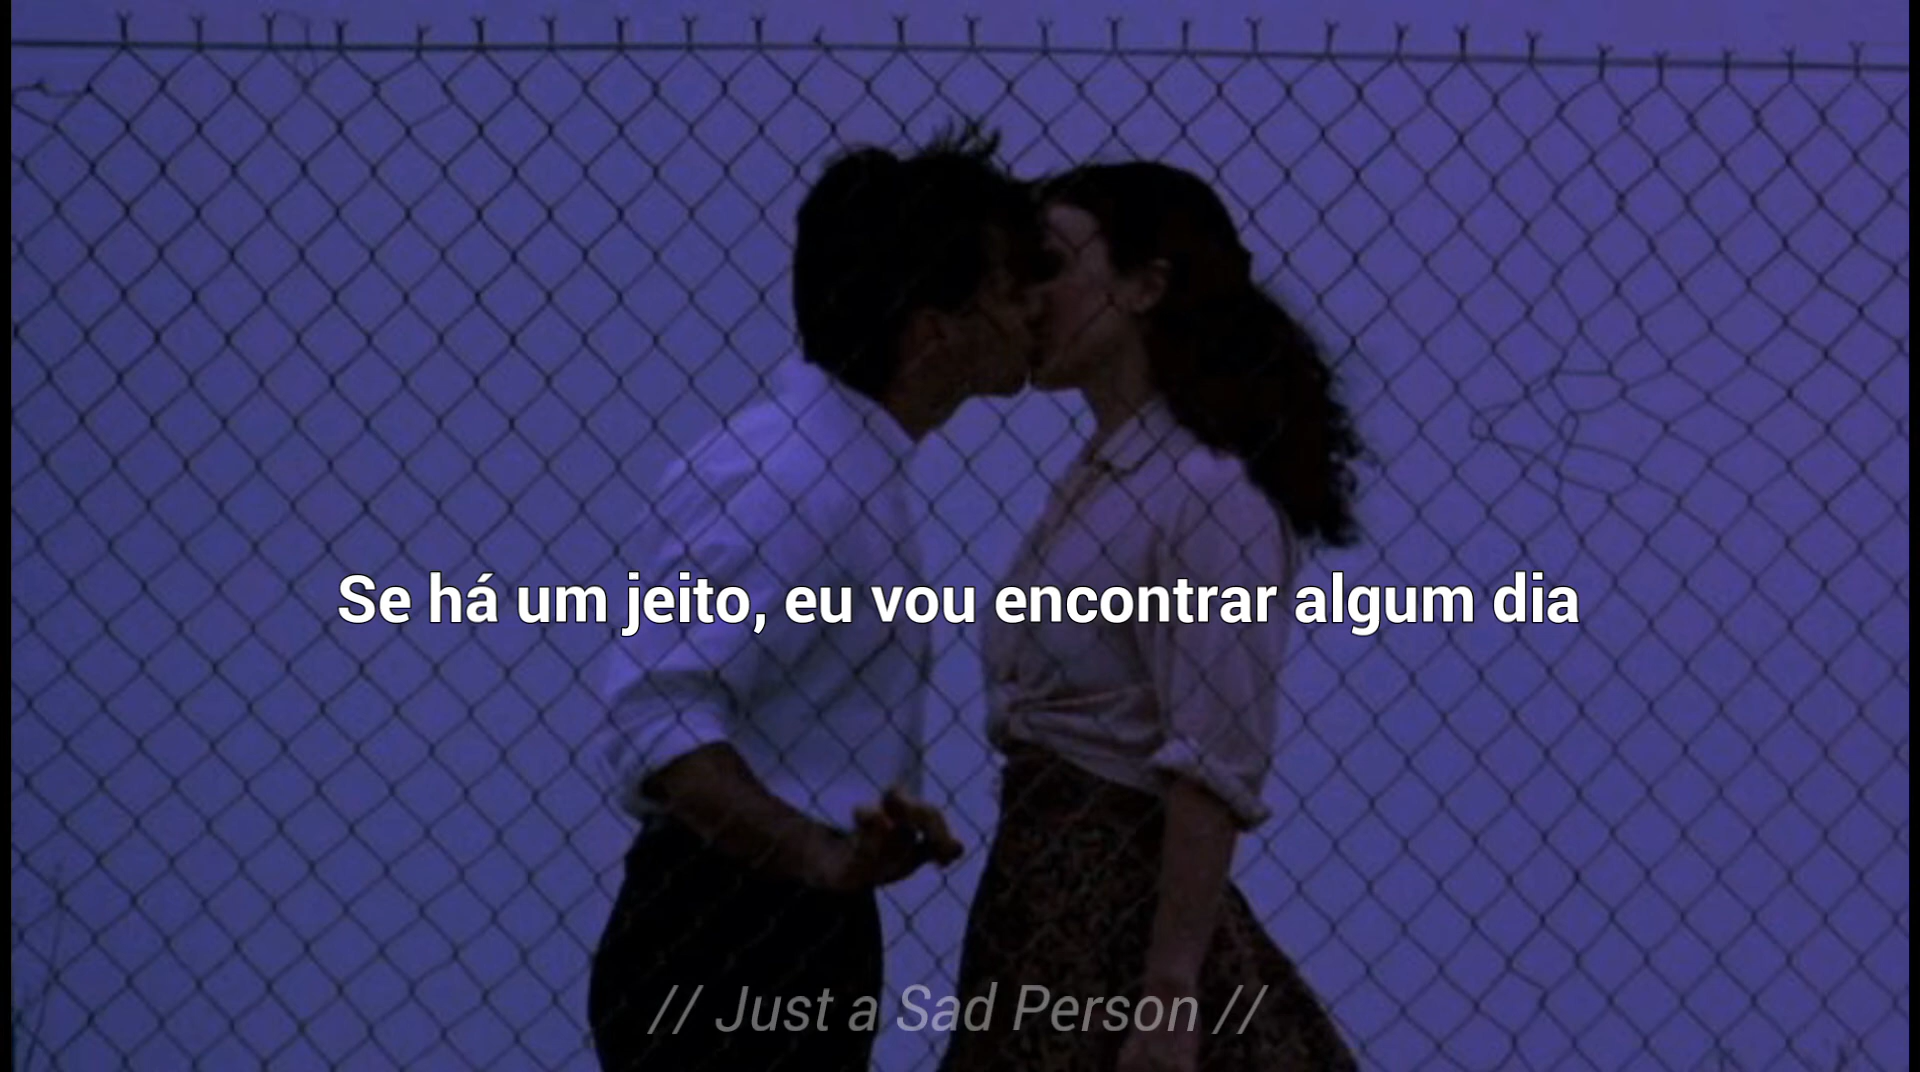 Se há um jeito, eu vou encontrar algum dia
// Just a Sad Person //